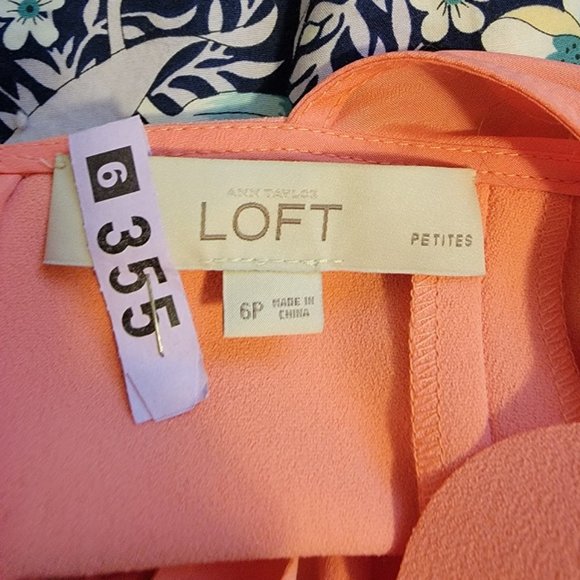 6 355
ANN TAYLOR
LOFT
PETITES
6P
MADE IN
CHINA